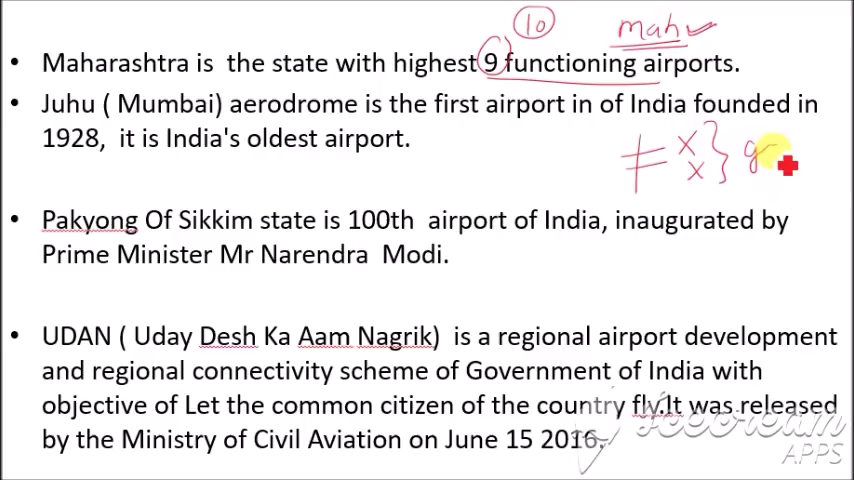 10
mah
• Maharashtra is the state with highest 9 functioning airports.
• Juhu ( Mumbai) aerodrome is the first airport in of India founded in
1928, it is India's oldest airport.
x
x
• Pakyong Of Sikkim state is 100th airport of India, inaugurated by
Prime Minister Mr Narendra Modi.
• UDAN ( Uday Desh Ka Aam Nagrik) is a regional airport development
and regional connectivity scheme of Government of India with
objective of Let the common citizen of the country fly.It was released
by the Ministry of Civil Aviation on June 15 2016.
Icecream
APPS